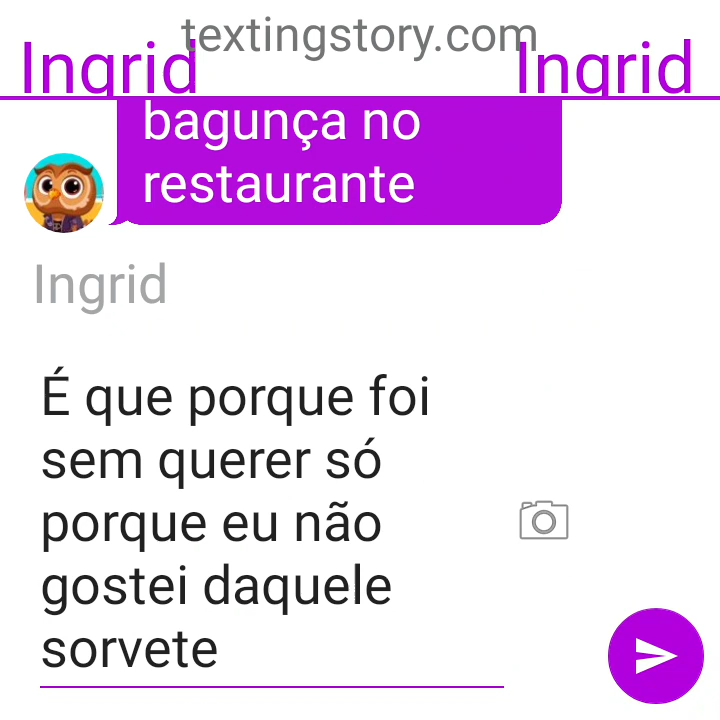 textingstory.com
Ingrid Ingrid
bagunça no
restaurante
Ingrid
É que porque foi
sem querer só
porque eu não
gostei daquele
sorvete